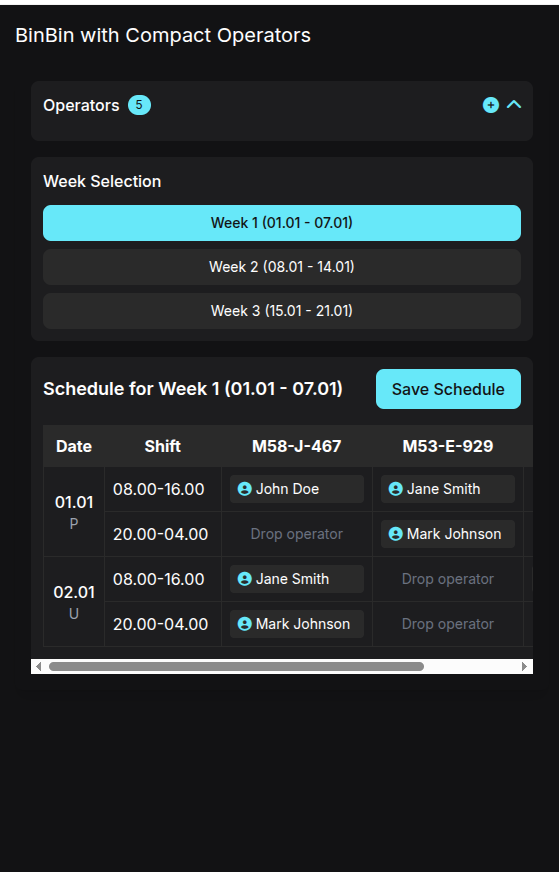 BinBin with Compact Operators
Operators 5
Week Selection
Week 1 (01.01 - 07.01)
Week 2 (08.01 - 14.01)
Week 3 (15.01 - 21.01)
Schedule for Week 1 (01.01 - 07.01) Save Schedule
Date Shift M58-J-467 M53-E-929
01.01 P 08.00-16.00 John Doe Jane Smith
20.00-04.00 Drop operator Mark Johnson
02.01 U 08.00-16.00 Jane Smith Drop operator
20.00-04.00 Mark Johnson Drop operator